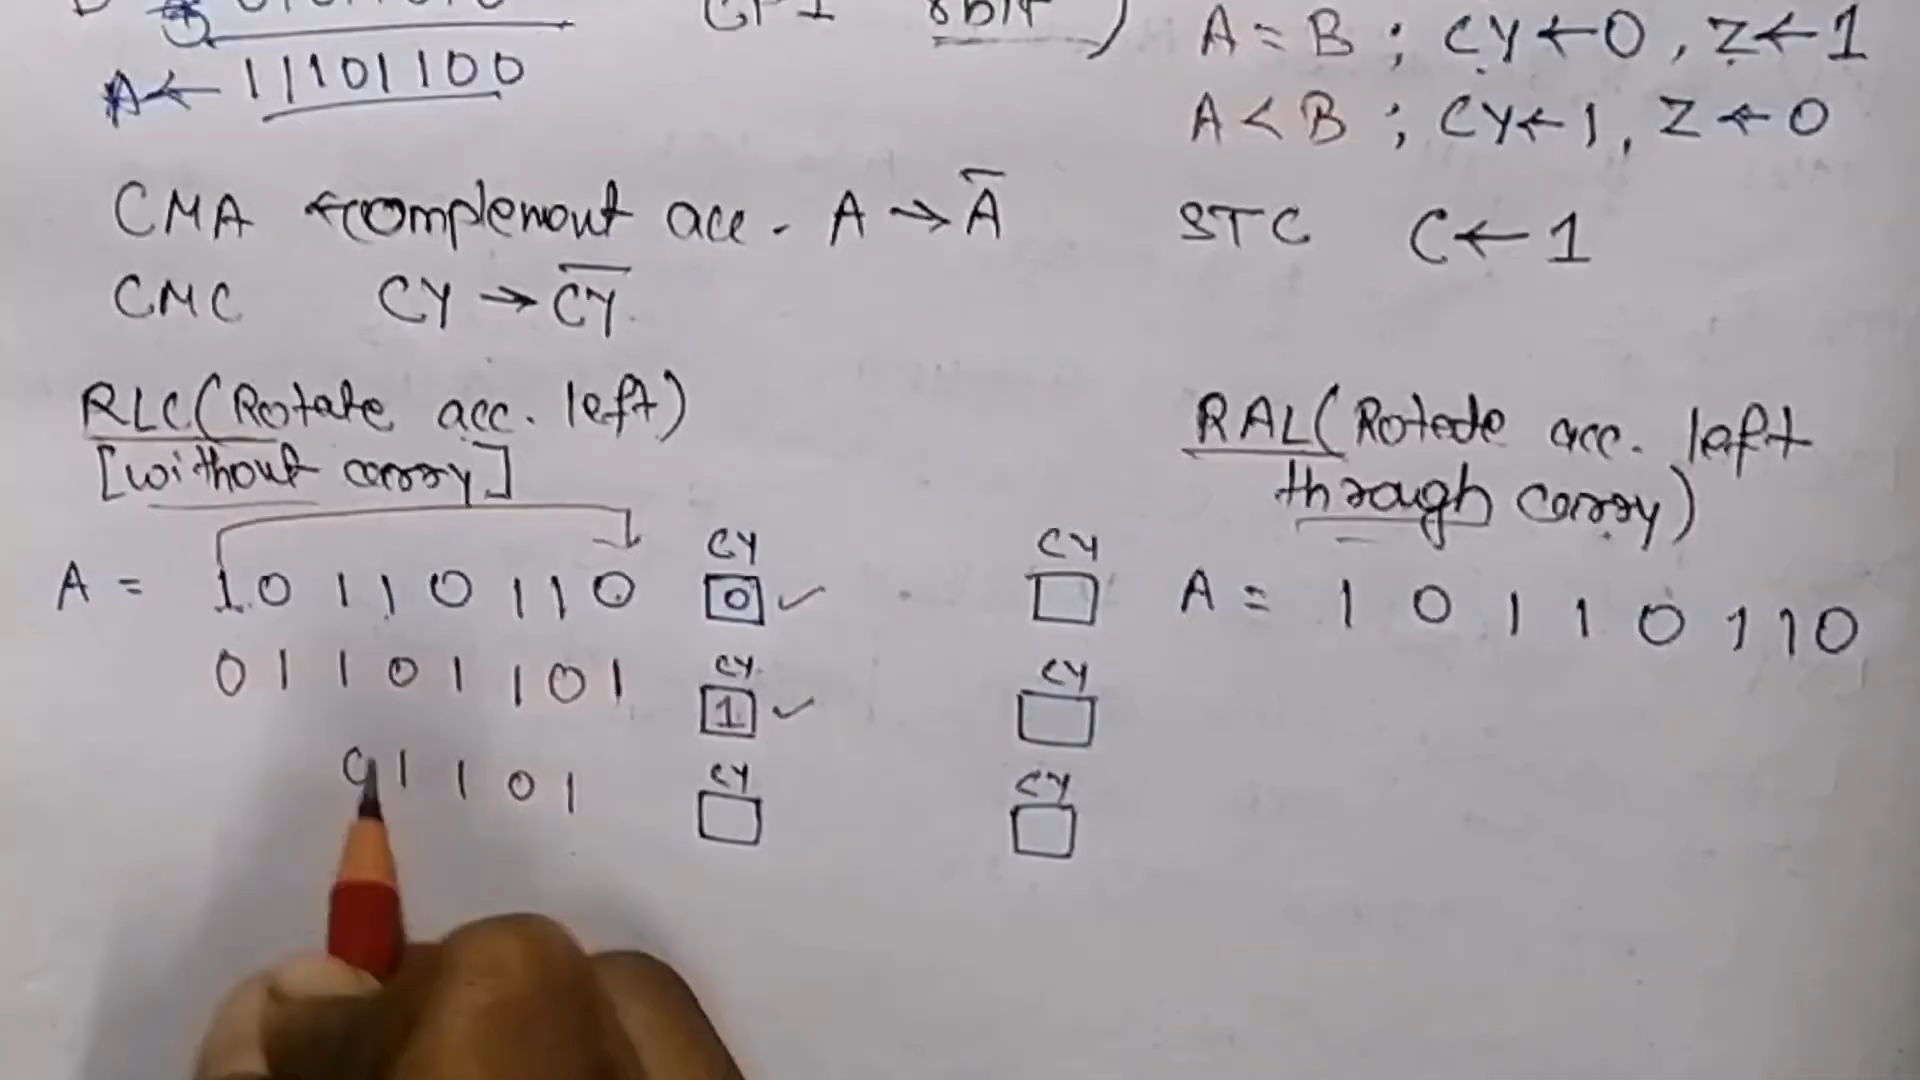 A ← 11101100
A = B ; CY ← 0 , Z ← 1
A < B ; CY ← 1 , Z ← 0
CMA ← complemout acc. A → A̅
STC C ← 1
CMC CY → C̅Y̅
RLC (Rotate acc. left)
[without carry]
RAL (Rotate acc. left
through carry)
CY
A = 1 0 1 1 0 1 1 0 0
0 1 1 0 1 1 0 1
CY
1
0 1 1 0 1
CY
CY
A = 1 0 1 1 0 1 1 0
CY
CY